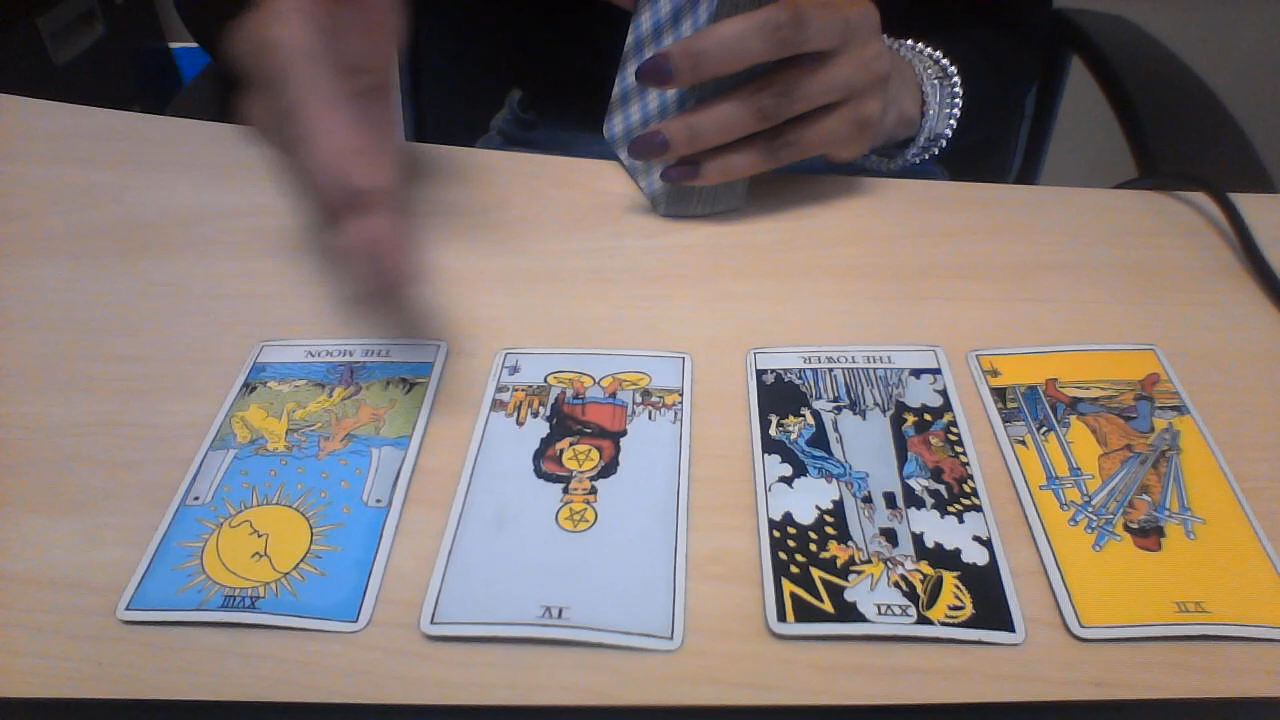 THE MOON.
THE TOWER.
XVIII
IV
XVI
VII